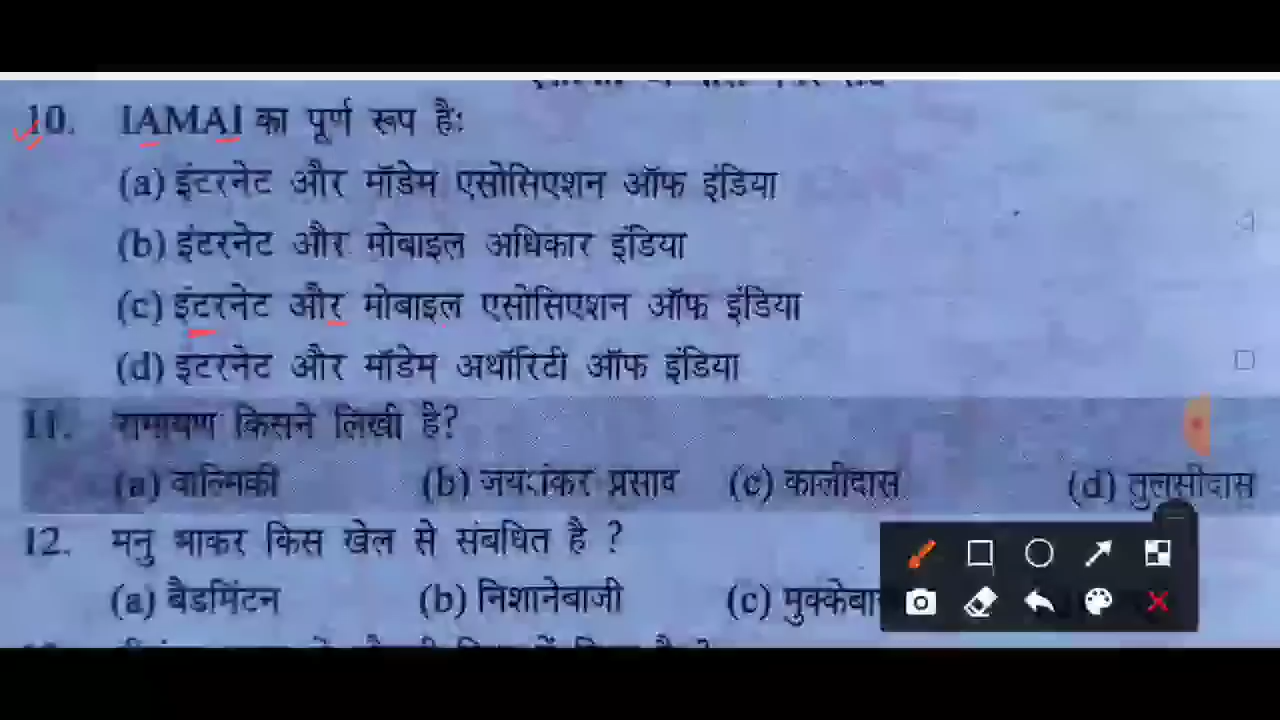 10. IAMAI का पूर्ण रूप है:
(a) इंटरनेट और मॉडेम एसोसिएशन ऑफ इंडिया
(b) इंटरनेट और मोबाइल अधिकार इंडिया
(c) इंटरनेट और मोबाइल एसोसिएशन ऑफ इंडिया
(d) इंटरनेट और मॉडेम अथॉरिटी ऑफ इंडिया
11. रामायण किसने लिखी है?
(a) वाल्मिकी (b) जयशंकर प्रसाद (c) कालीदास (d) तुलसीदास
12. मनु भाकर किस खेल से संबधित है ?
(a) बैडमिंटन (b) निशानेबाजी (c)